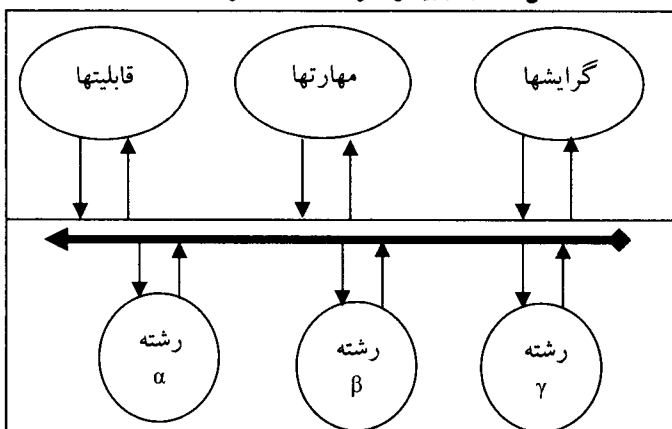 گرایشها
مهارتها
قابلیتها
رشته
γ
رشته
β
رشته
α